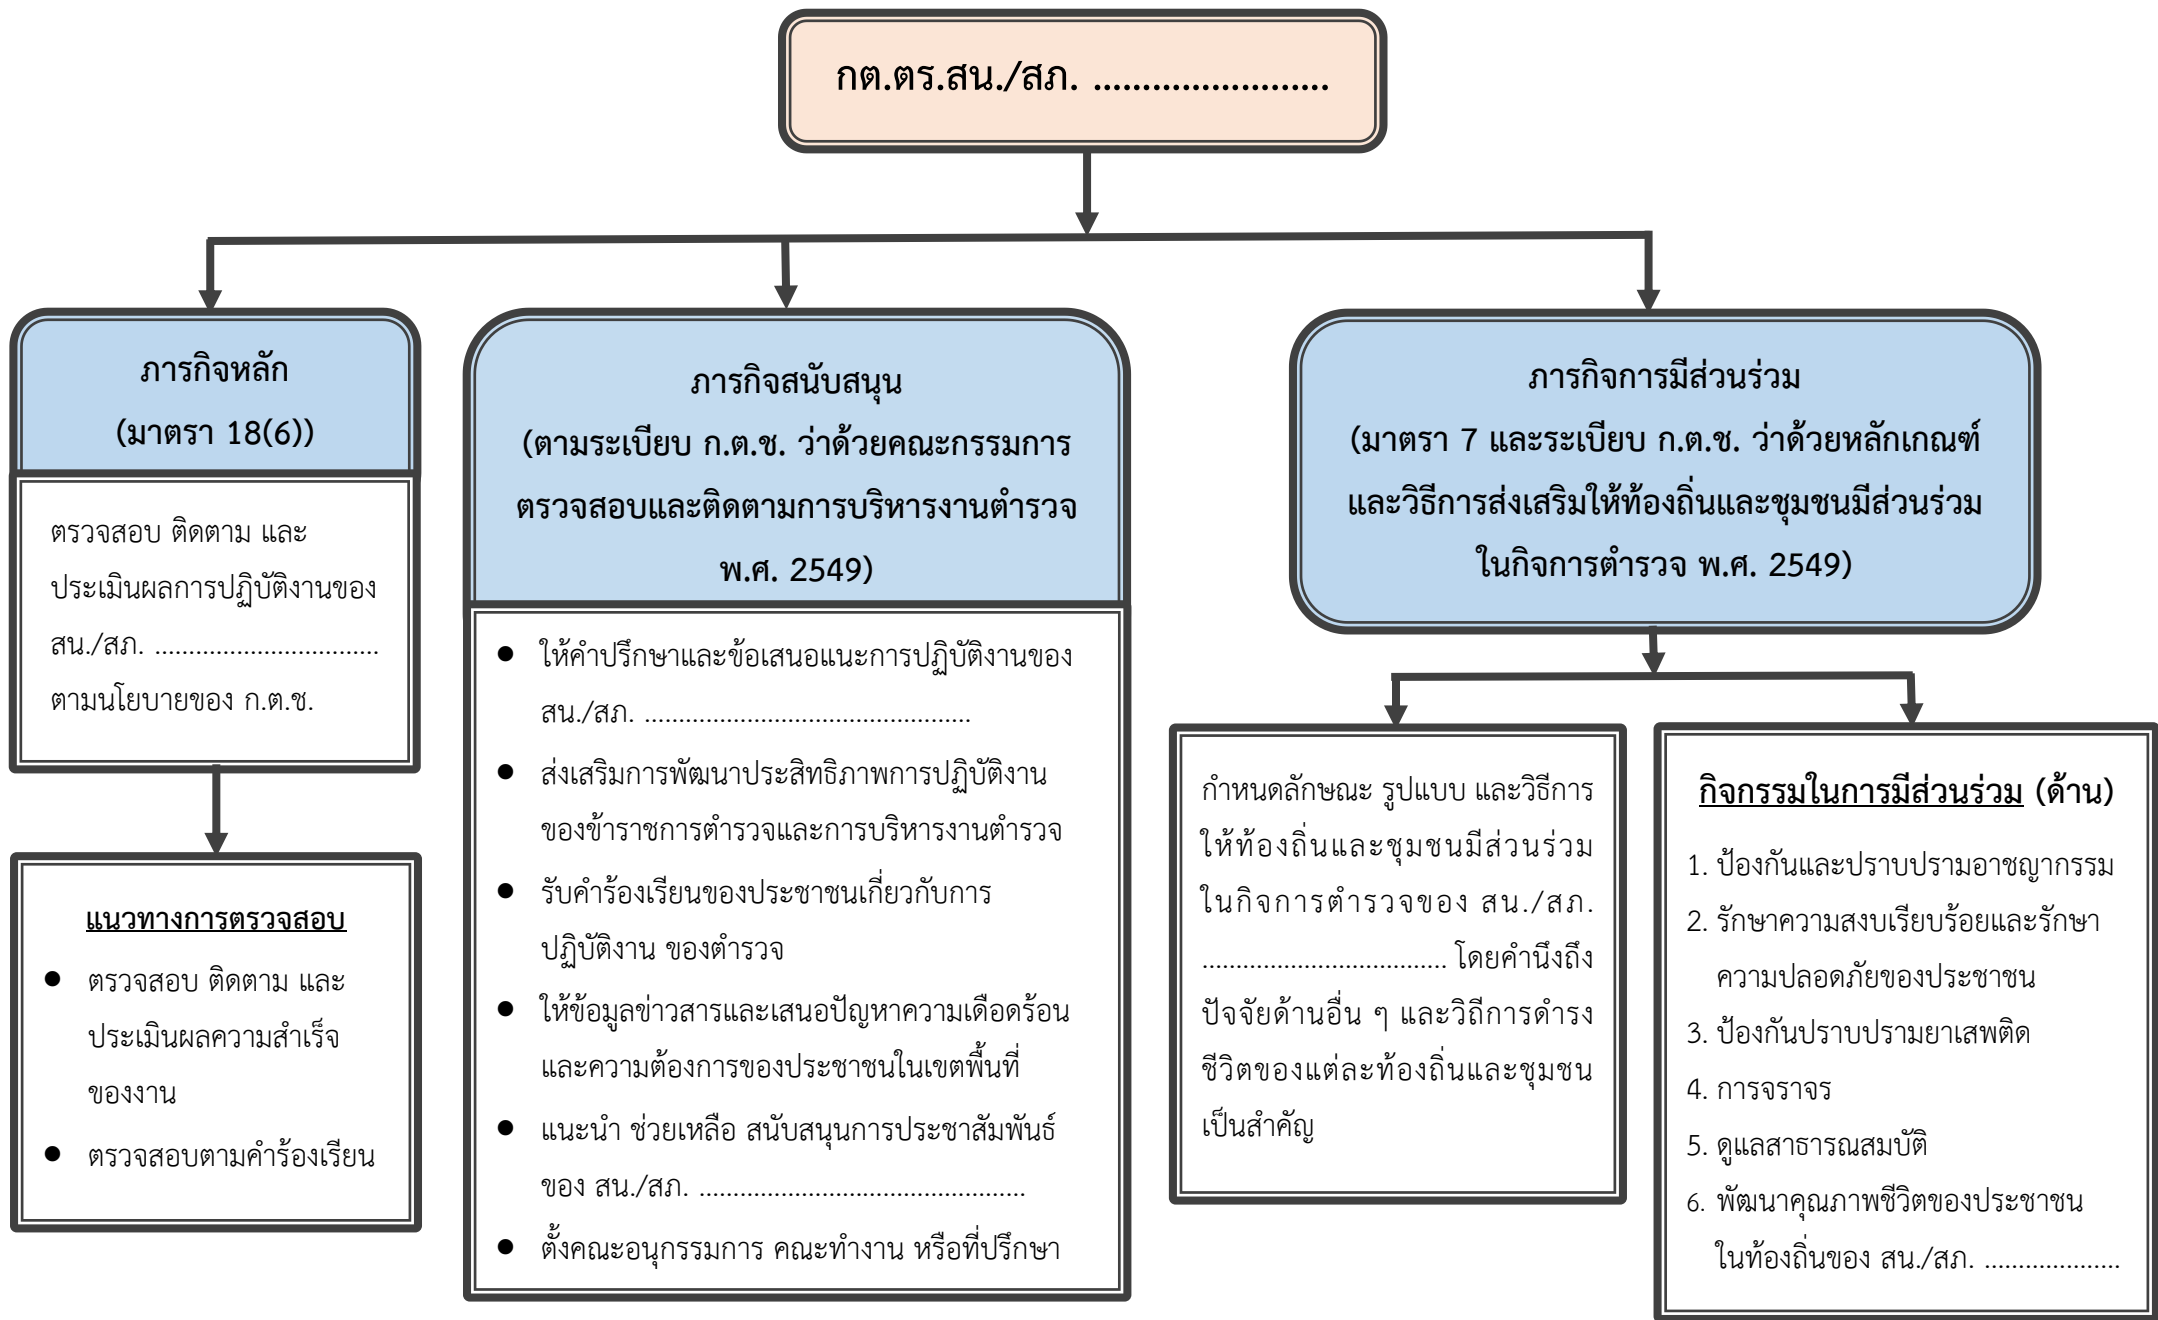 กต.ตร.สน./สภ. ........................
ภารกิจหลัก
(มาตรา 18(6))
ตรวจสอบ ติดตาม และ
ประเมินผลการปฏิบัติงานของ
สน./สภ. .................................
ตามนโยบายของ ก.ต.ช.
แนวทางการตรวจสอบ
● ตรวจสอบ ติดตาม และ
ประเมินผลความสำเร็จ
ของงาน
● ตรวจสอบตามคำร้องเรียน
ภารกิจสนับสนุน
(ตามระเบียบ ก.ต.ช. ว่าด้วยคณะกรรมการ
ตรวจสอบและติดตามการบริหารงานตำรวจ
พ.ศ. 2549)
● ให้คำปรึกษาและข้อเสนอแนะการปฏิบัติงานของ
สน./สภ. ................................................
● ส่งเสริมการพัฒนาประสิทธิภาพการปฏิบัติงาน
ของข้าราชการตำรวจและการบริหารงานตำรวจ
● รับคำร้องเรียนของประชาชนเกี่ยวกับการ
ปฏิบัติงาน ของตำรวจ
● ให้ข้อมูลข่าวสารและเสนอปัญหาความเดือดร้อน
และความต้องการของประชาชนในเขตพื้นที่
● แนะนำ ช่วยเหลือ สนับสนุนการประชาสัมพันธ์
ของ สน./สภ. ................................................
● ตั้งคณะอนุกรรมการ คณะทำงาน หรือที่ปรึกษา
ภารกิจการมีส่วนร่วม
(มาตรา 7 และระเบียบ ก.ต.ช. ว่าด้วยหลักเกณฑ์
และวิธีการส่งเสริมให้ท้องถิ่นและชุมชนมีส่วนร่วม
ในกิจการตำรวจ พ.ศ. 2549)
กำหนดลักษณะ รูปแบบ และวิธีการ
ให้ท้องถิ่นและชุมชนมีส่วนร่วม
ในกิจการตำรวจของ สน./สภ.
.................................... โดยคำนึงถึง
ปัจจัยด้านอื่น ๆ และวิถีการดำรง
ชีวิตของแต่ละท้องถิ่นและชุมชน
เป็นสำคัญ
กิจกรรมในการมีส่วนร่วม (ด้าน)
1. ป้องกันและปราบปรามอาชญากรรม
2. รักษาความสงบเรียบร้อยและรักษา
ความปลอดภัยของประชาชน
3. ป้องกันปราบปรามยาเสพติด
4. การจราจร
5. ดูแลสาธารณสมบัติ
6. พัฒนาคุณภาพชีวิตของประชาชน
ในท้องถิ่นของ สน./สภ. ....................